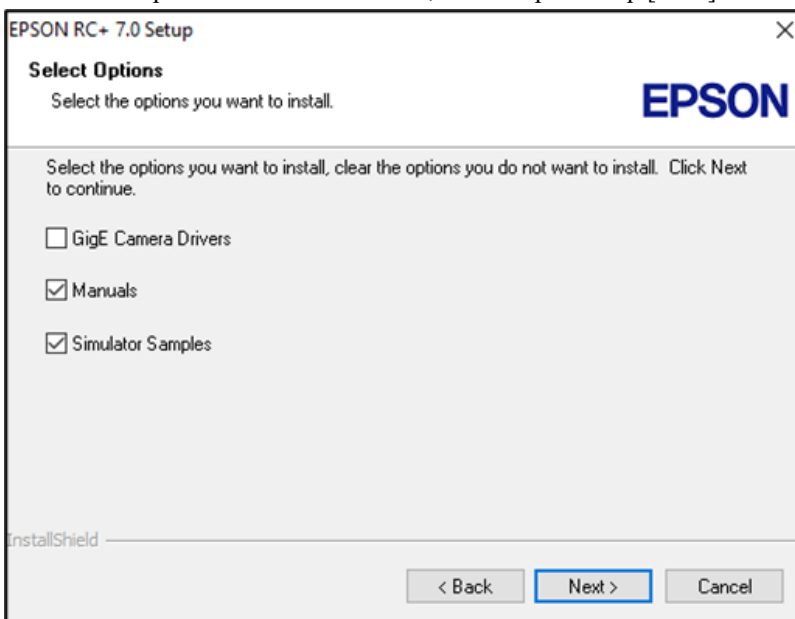 EPSON RC+ 7.0 Setup
Select Options
Select the options you want to install.
EPSON
Select the options you want to install, clear the options you do not want to install. Click Next
to continue.
GigE Camera Drivers
Manuals
Simulator Samples
InstallShield
< Back
Next >
Cancel